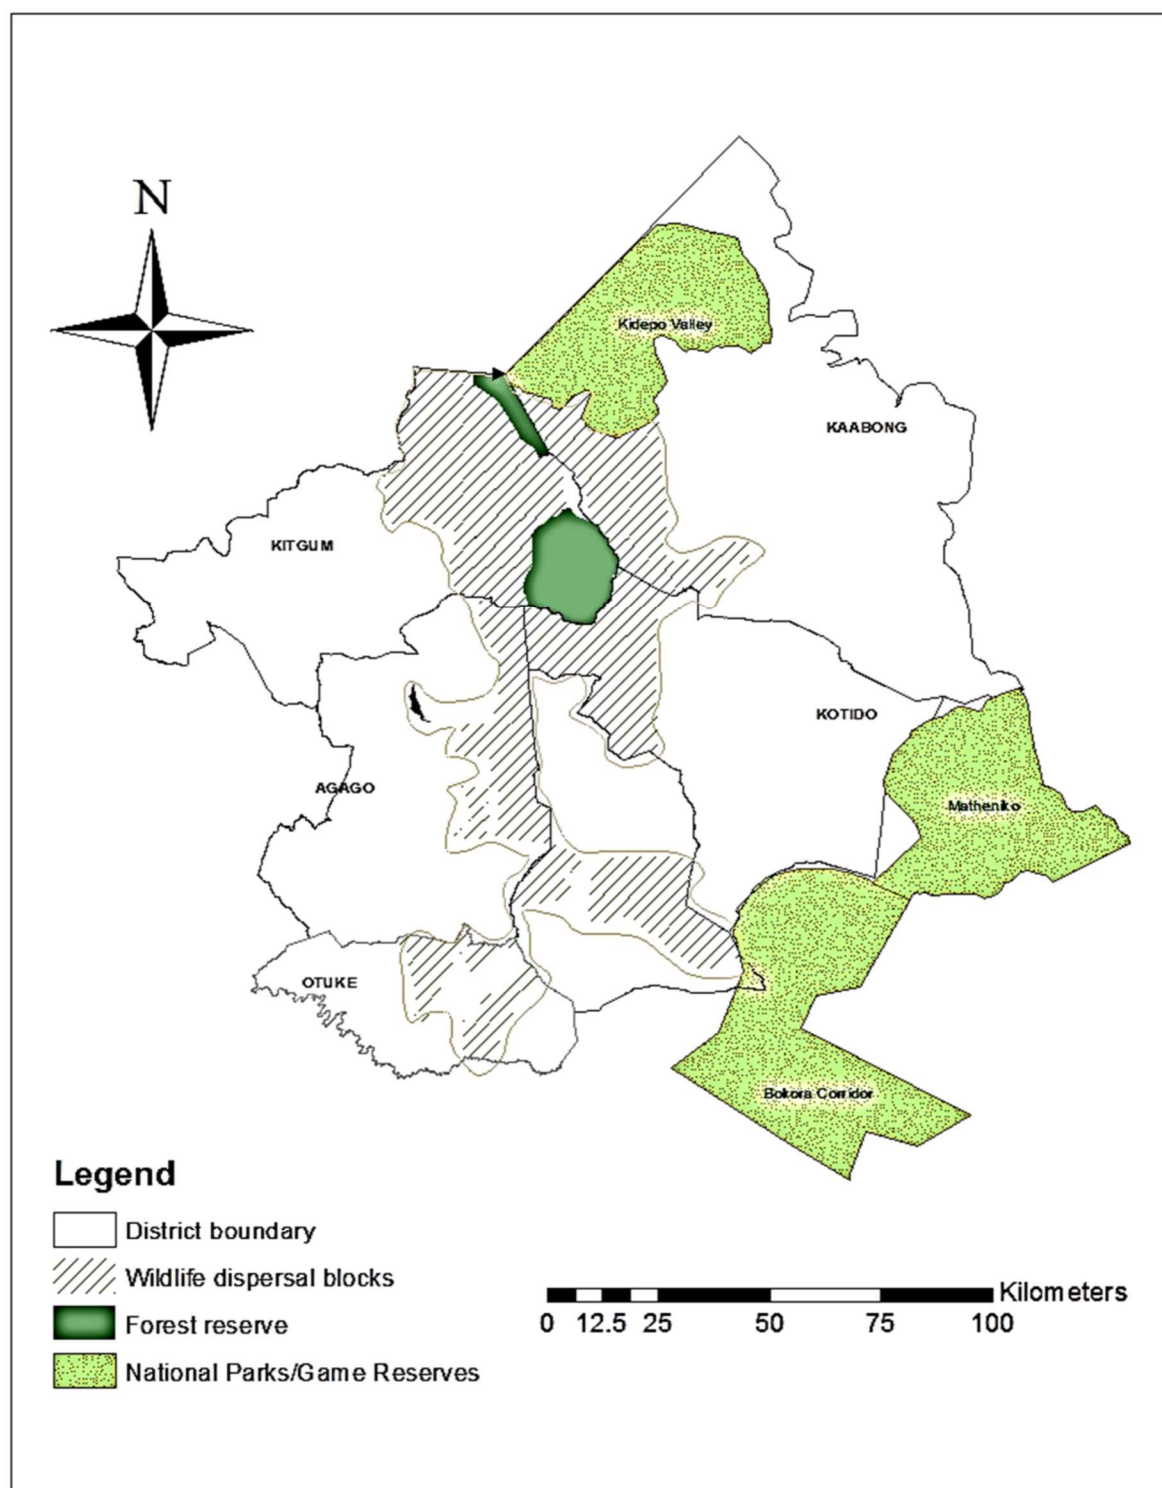 N
Kidepo Valley
KAABONG
KITGUM
KOTIDO
AGAGO
Matheniko
OTUKE
Bokora Corridor
Legend
District boundary
Wildlife dispersal blocks
Forest reserve
National Parks/Game Reserves
Kilometers
0 12.5 25 50 75 100